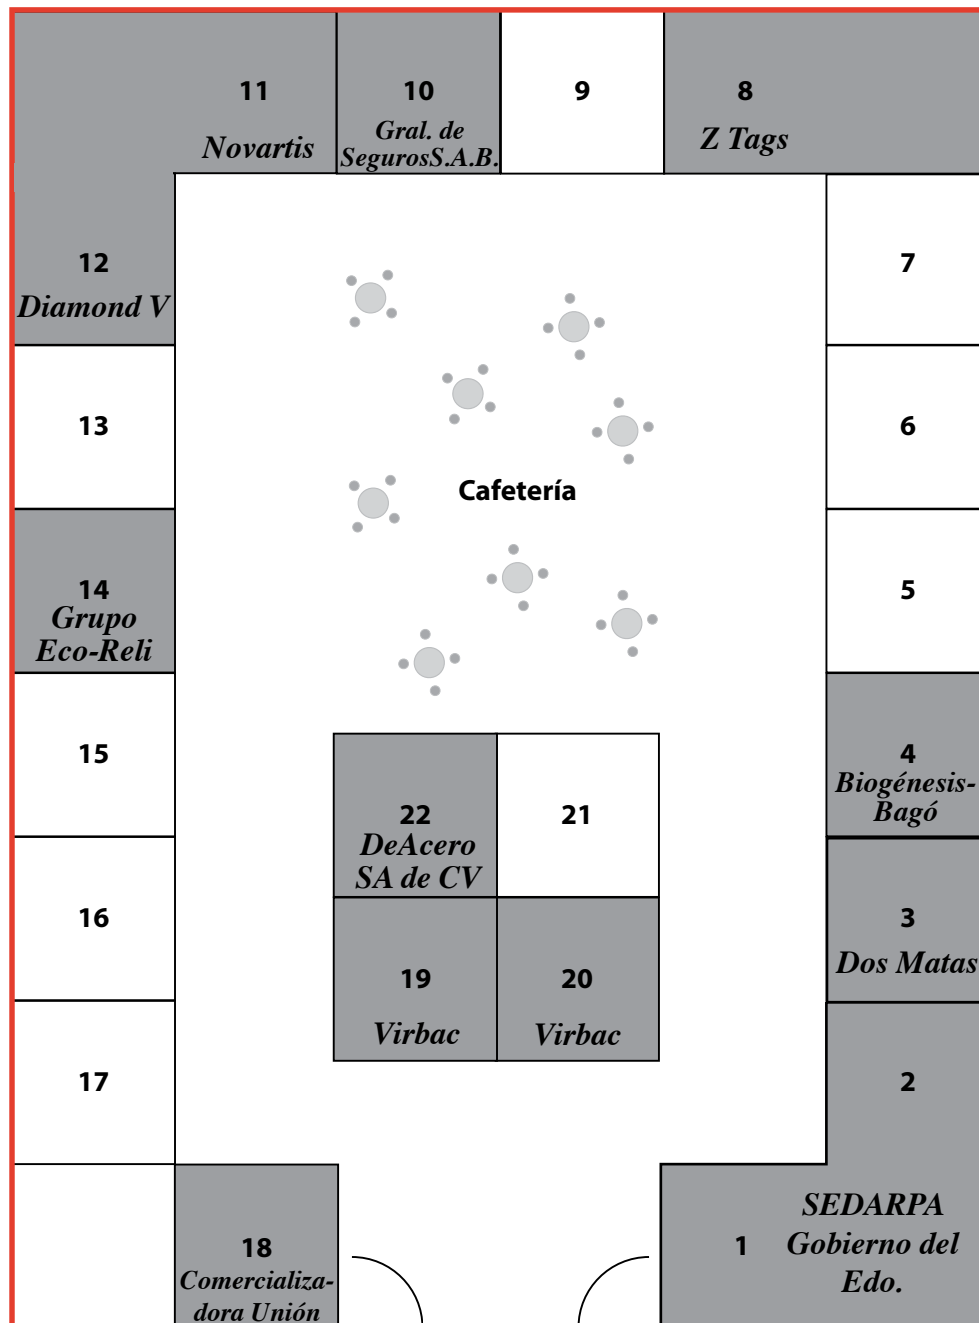 11
Novartis
10
Gral. de
SegurosS.A.B.
9
8
Z Tags
12
Diamond V
7
13
6
Cafetería
14
Grupo
Eco-Reli
5
15
4
Biogénesis-
Bagó
22
DeAcero
SA de CV
21
16
3
Dos Matas
19
Virbac
20
Virbac
17
2
18
Comercializa-
dora Unión
1
SEDARPA
Gobierno del
Edo.